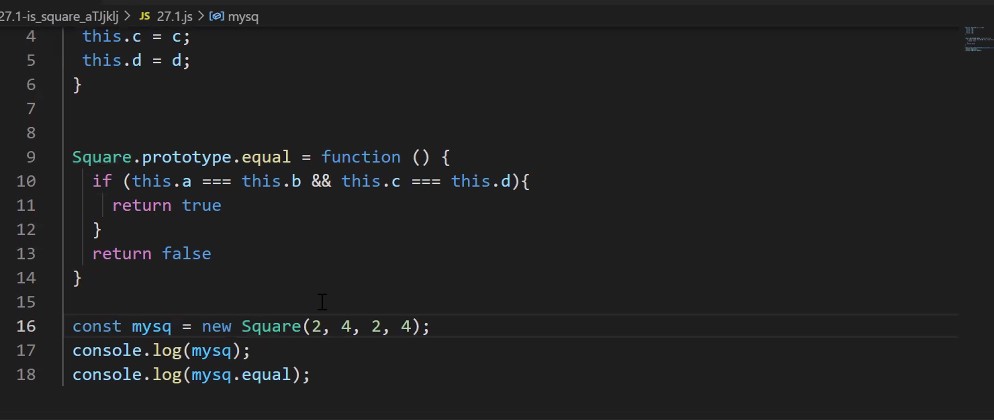 27.1-is_square_aTJjklj > JS 27.1.js > mysq
4 this.c = c;
5 this.d = d;
6 }
7
8
9 Square.prototype.equal = function () {
10 if (this.a === this.b && this.c === this.d){
11 return true
12 }
13 return false
14 }
15
16 const mysq = new Square(2, 4, 2, 4);
17 console.log(mysq);
18 console.log(mysq.equal);